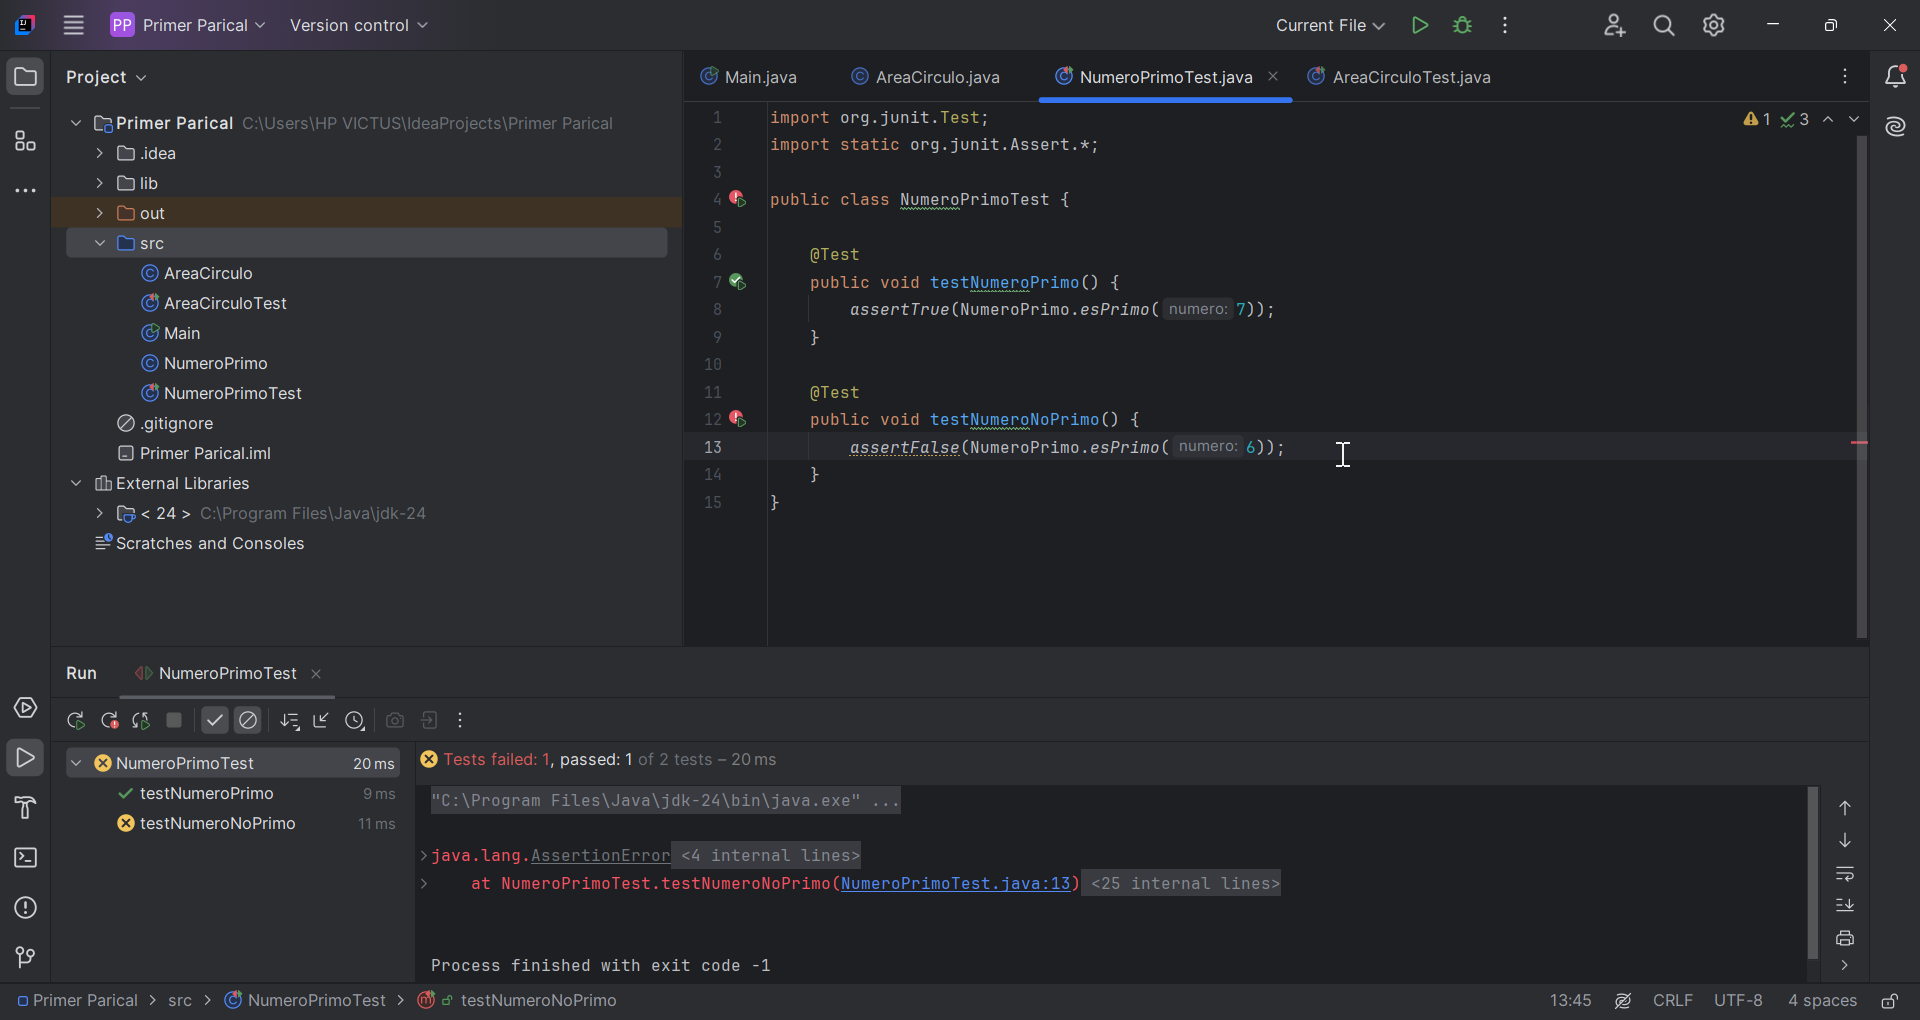 PP Primer Parical Version control Current File
Project
Primer Parical C:\Users\HP VICTUS\IdeaProjects\Primer Parical
.idea
lib
out
src
AreaCirculo
AreaCirculoTest
Main
NumeroPrimo
NumeroPrimoTest
.gitignore
Primer Parical.iml
External Libraries
< 24 > C:\Program Files\Java\jdk-24
Scratches and Consoles
Main.java AreaCirculo.java NumeroPrimoTest.java AreaCirculoTest.java
1 import org.junit.Test;
2 import static org.junit.Assert.*;
3
4 public class NumeroPrimoTest {
5
6 @Test
7 public void testNumeroPrimo() {
8 assertTrue(NumeroPrimo.esPrimo( numero: 7));
9 }
10
11 @Test
12 public void testNumeroNoPrimo() {
13 assertFalse(NumeroPrimo.esPrimo( numero: 6));
14 }
15 }
1 3
Run NumeroPrimoTest
NumeroPrimoTest 20 ms
testNumeroPrimo 9 ms
testNumeroNoPrimo 11 ms
Tests failed: 1, passed: 1 of 2 tests – 20 ms
"C:\Program Files\Java\jdk-24\bin\java.exe" ...
java.lang.AssertionError <4 internal lines>
at NumeroPrimoTest.testNumeroNoPrimo(NumeroPrimoTest.java:13) <25 internal lines>
Process finished with exit code -1
Primer Parical > src > NumeroPrimoTest > testNumeroNoPrimo 13:45 CRLF UTF-8 4 spaces